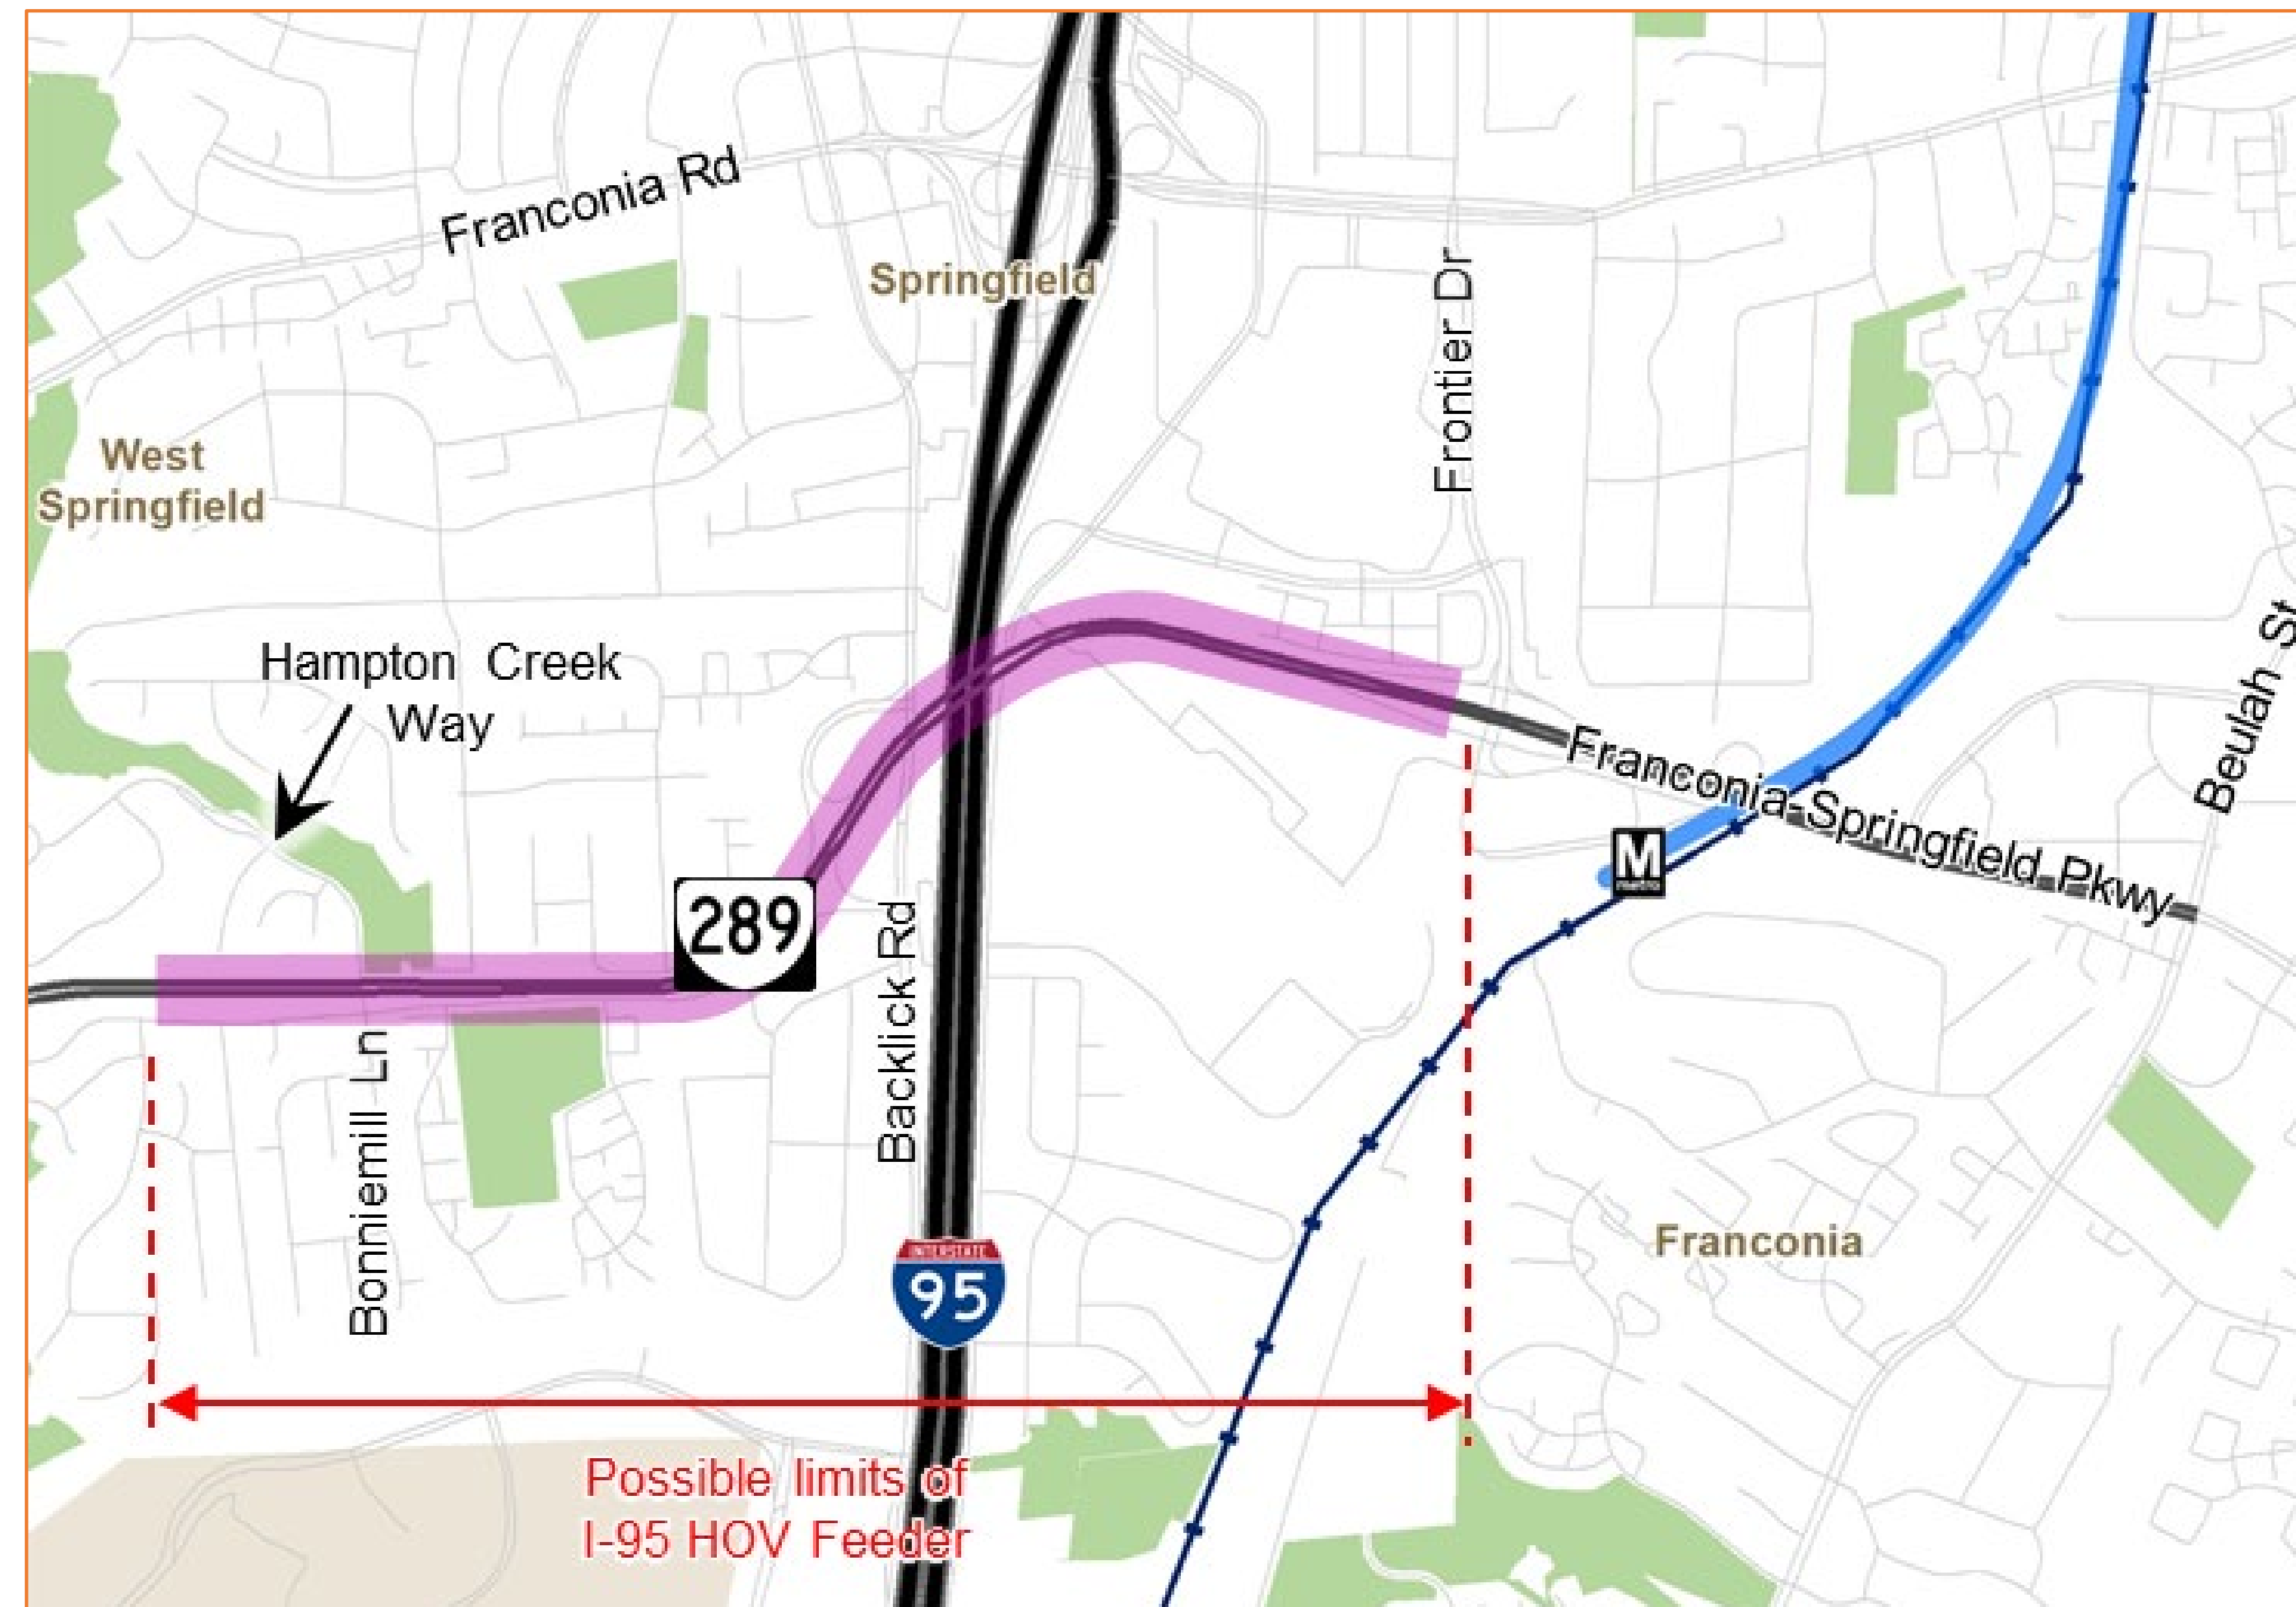 Franconia Rd
Springfield
Frontier Dr
West
Springfield
Hampton Creek
Way
Beulah St
Franconia-Springfield Pkwy
M
289
Backlick Rd
Bonniemill Ln
Franconia
INTERSTATE
95
Possible limits of
I-95 HOV Feeder